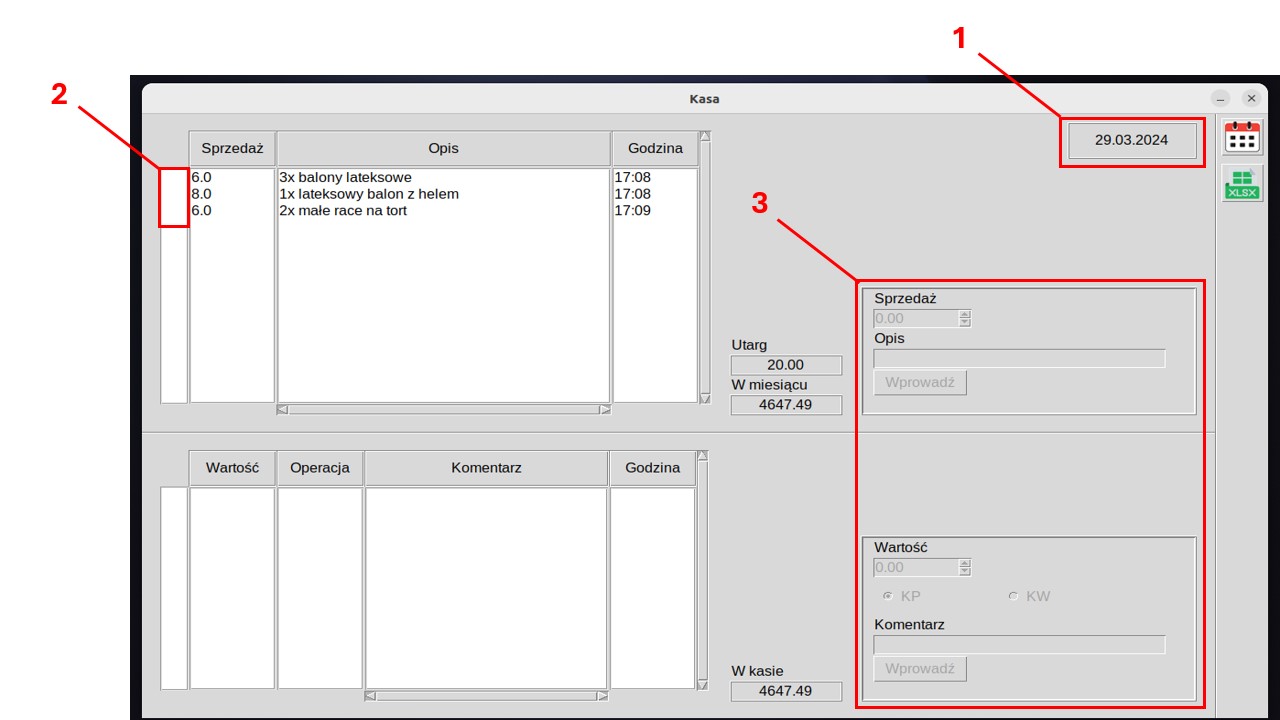 1
2
Kasa
29.03.2024
Sprzedaż Opis Godzina
6.0 3x balony lateksowe 17:08
8.0 1x lateksowy balon z helem 17:08
6.0 2x małe race na tort 17:09
XLSX
3
Sprzedaż
0.00
Opis
Wprowadź
Utarg
20.00
W miesiącu
4647.49
Wartość Operacja Komentarz Godzina
Wartość
0.00
KP KW
Komentarz
Wprowadź
W kasie
4647.49